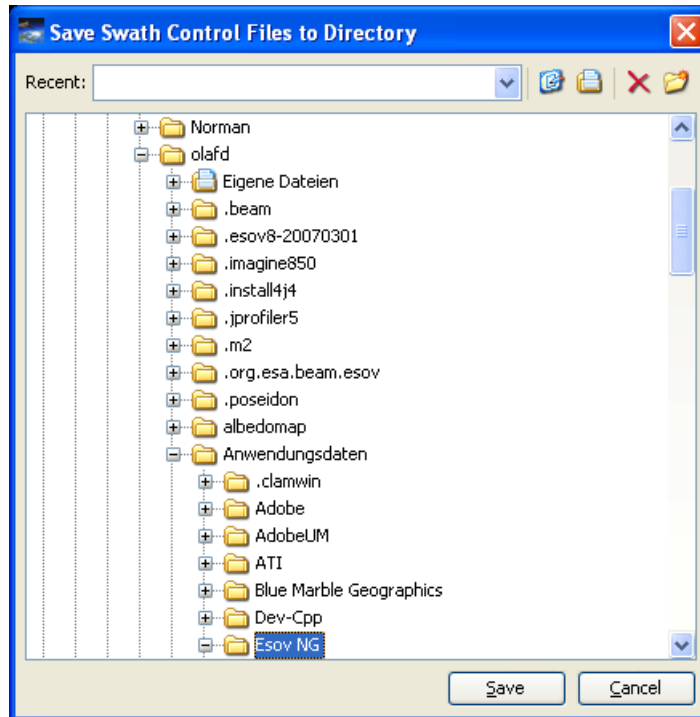 Save Swath Control Files to Directory
Recent:
Norman
olafd
Eigene Dateien
.beam
.esov8-20070301
.imagine850
.install4j4
.jprofiler5
.m2
.org.esa.beam.esov
.poseidon
albedomap
Anwendungsdaten
.clamwin
Adobe
AdobeUM
ATI
Blue Marble Geographics
Dev-Cpp
Esov NG
Save Cancel